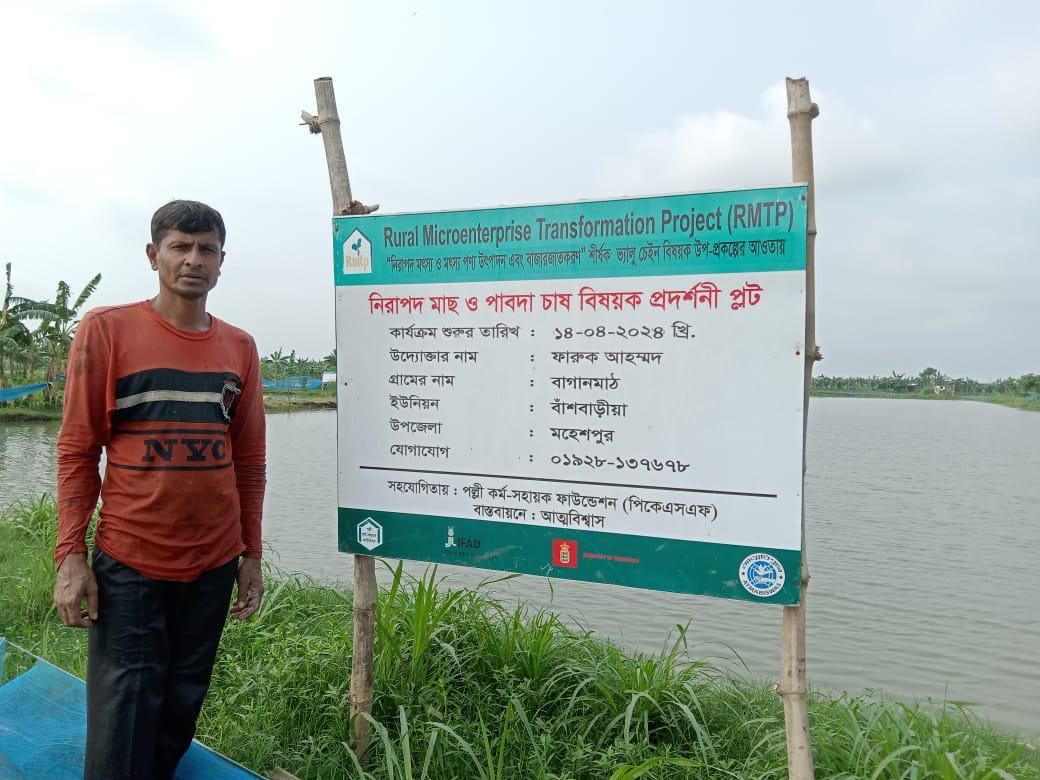 Rural Microenterprise Transformation Project (RMTP)
"নিরাপদ মৎস্য ও মৎস্য পণ্য উৎপাদন এবং বাজারজাতকরণ" শীর্ষক ভ্যালু চেইন বিষয়ক উপ-প্রকল্পের আওতায়
Rmtp
নিরাপদ মাছ ও পাবদা চাষ বিষয়ক প্রদর্শনী প্লট
কার্যক্রম শুরুর তারিখ : ১৪-০৪-২০২৪ খ্রি.
উদ্যোক্তার নাম : ফারুক আহম্মদ
গ্রামের নাম : বাগানমাঠ
ইউনিয়ন : বাঁশবাড়ীয়া
উপজেলা : মহেশপুর
যোগাযোগ : ০১৯২৮-১৩৭৬৭৮
সহযোগিতায় : পল্লী কর্ম-সহায়ক ফাউন্ডেশন (পিকেএসএফ)
বাস্তবায়নে : আত্মবিশ্বাস
IFAD
ATMABISWAS
NYC